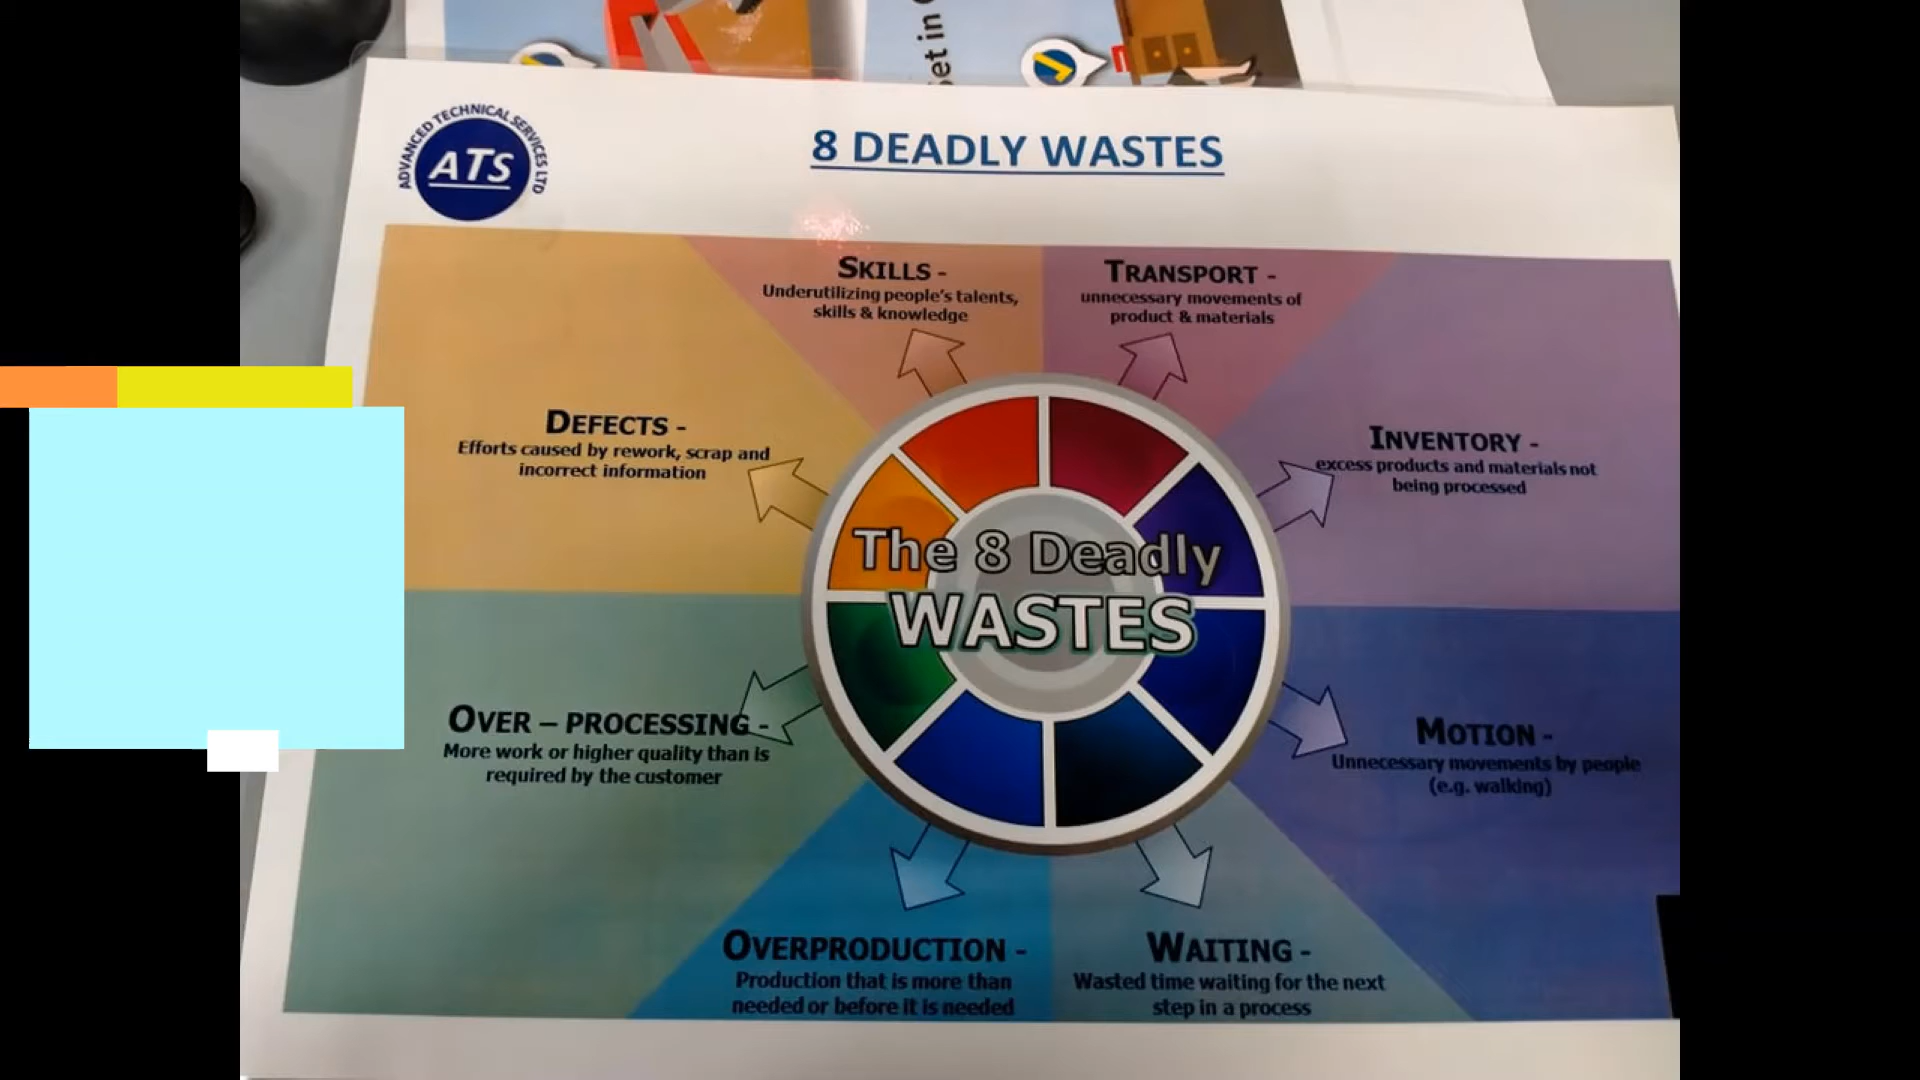 et in
ADVANCED TECHNICAL SERVICES LTD
ATS
8 DEADLY WASTES
SKILLS -
Underutilizing people's talents,
skills & knowledge
TRANSPORT -
unnecessary movements of
product & materials
DEFECTS -
Efforts caused by rework, scrap and
incorrect information
INVENTORY -
excess products and materials not
being processed
The 8 Deadly
WASTES
OVER – PROCESSING -
More work or higher quality than is
required by the customer
MOTION -
Unnecessary movements by people
(e.g. walking)
OVERPRODUCTION -
Production that is more than
needed or before it is needed
WAITING -
Wasted time waiting for the next
step in a process